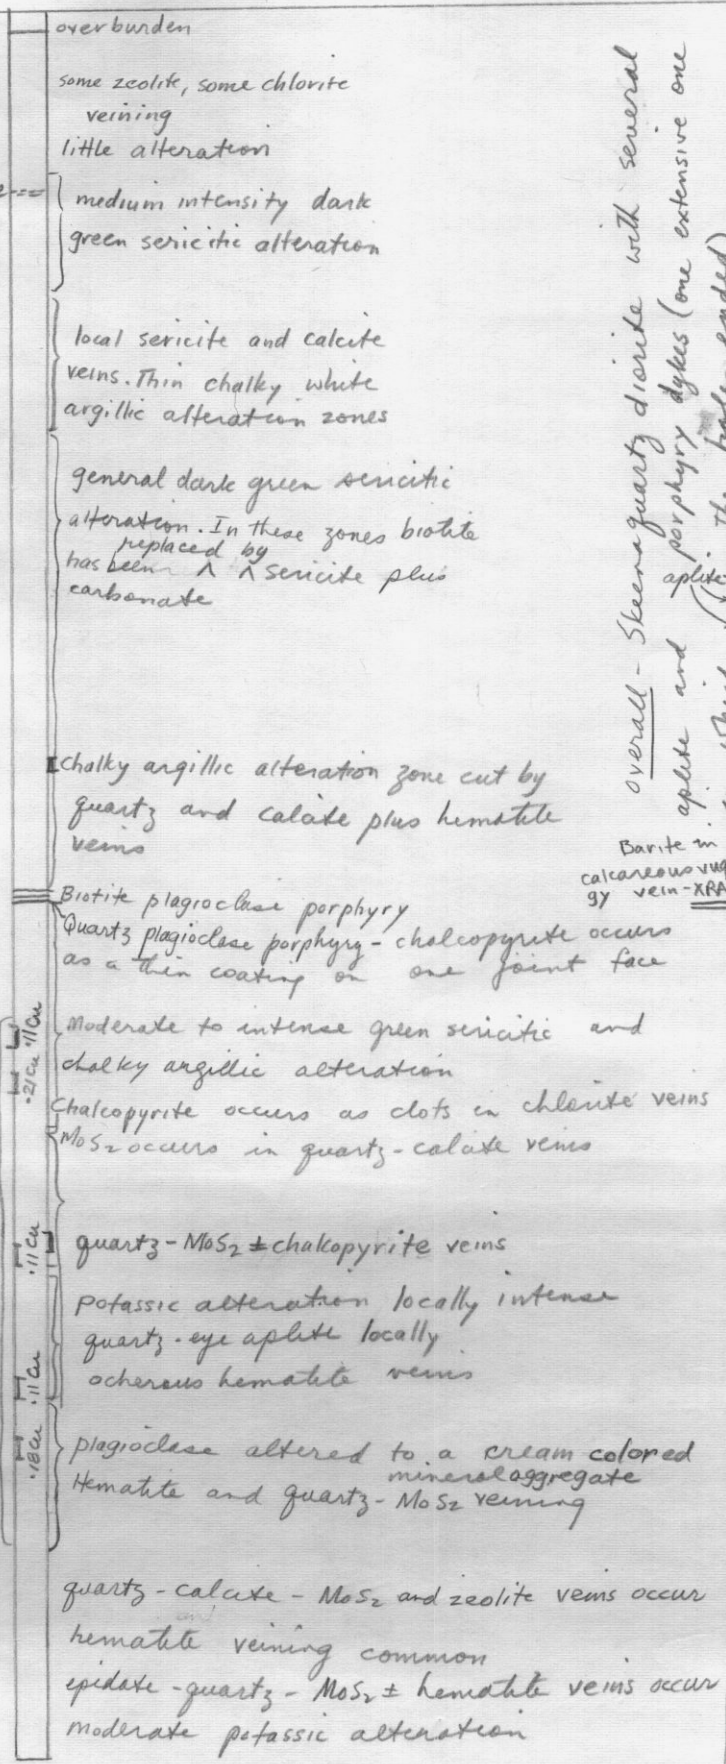 overburden
some zeolite, some chlorite
veining
little alteration
medium intensity dark
green sericitic alteration
local sericite and calcite
veins. Thin chalky white
argillic alteration zones
general dark green sericitic
alteration. In these zones biotite
replaced by
has been ^ ^ sericite plus
carbonate
chalky argillic alteration zone cut by
quartz and calcite plus hematite
veins
Biotite plagioclase porphyry
Quartz plagioclase porphyry - chalcopyrite occurs
as a thin coating on one joint face
Moderate to intense green sericitic and
chalky argillic alteration
Chalcopyrite occurs as clots in chlorite veins
MoS2 occurs in quartz-calcite veins
quartz - MoS2 ± chalcopyrite veins
Potassic alteration locally intense
quartz-eye aplite locally
ocherous hematite veins
plagioclase altered to a cream colored
mineral aggregate
Hematite and quartz - MoS2 veining
quartz - calcite - MoS2 and zeolite veins occur
hematite veining common
epidote - quartz - MoS2 ± hematite veins occur
moderate potassic alteration
overall - Skeena quartz diorite with several
aplite and porphyry dykes (one extensive one
aplite
hole ended)
Barite in
calcareous vug
gy vein - XRA
.11 Cu
.21 Cu
.11 Cu
.11 Cu
.18 Cu